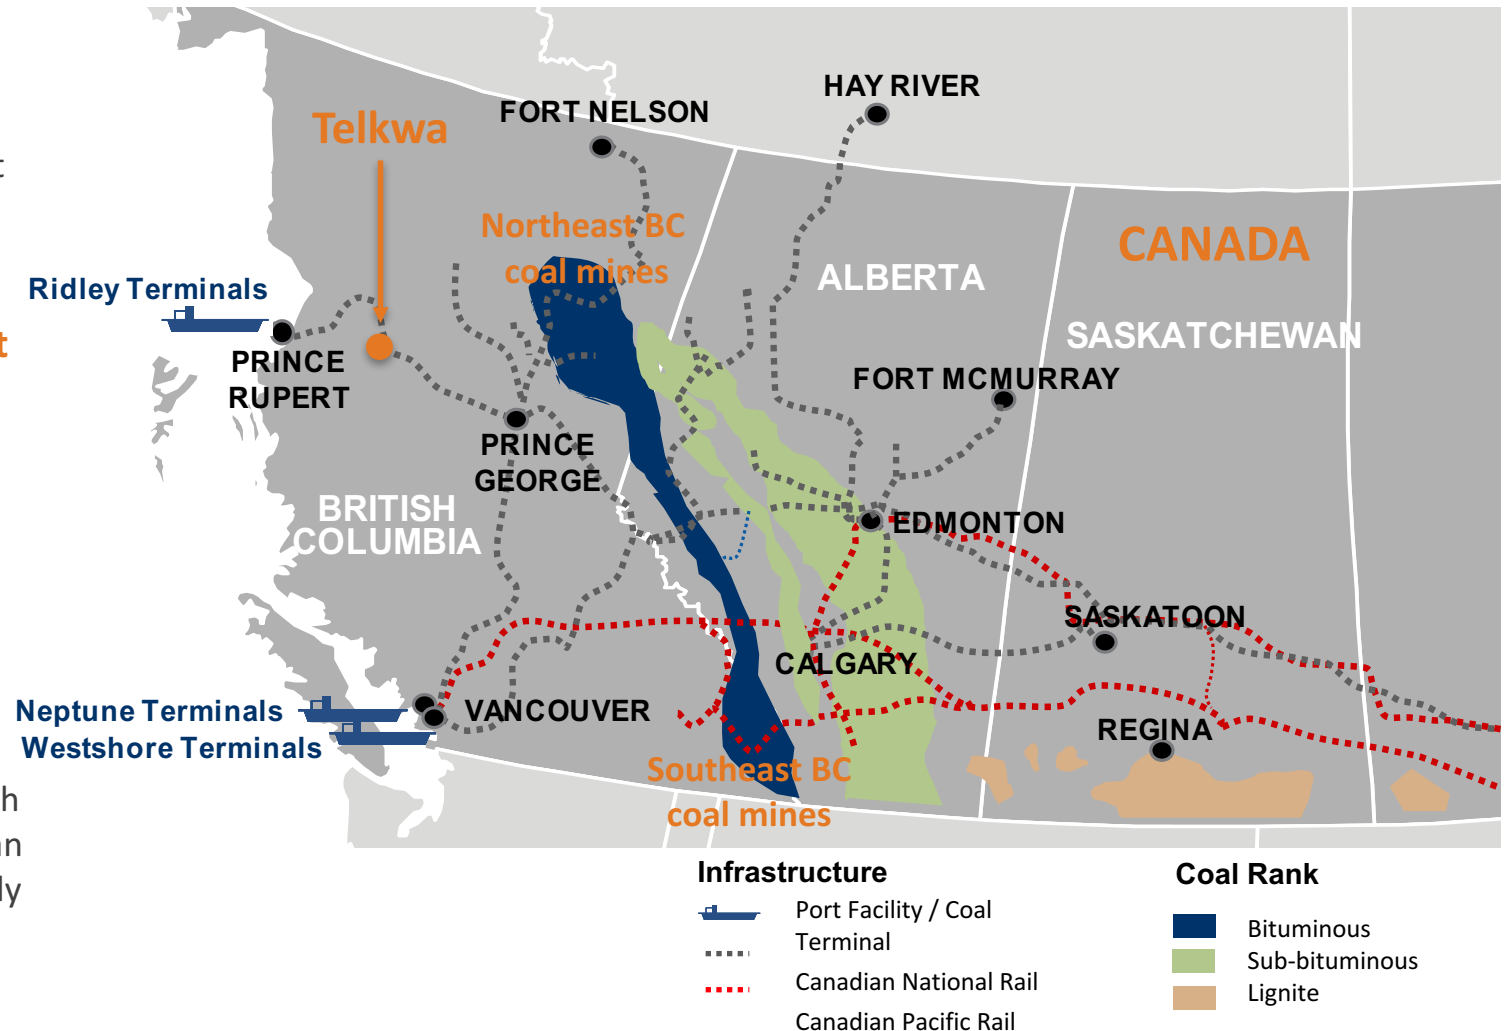 HAY RIVER
FORT NELSON
Telkwa
t
Northeast BC
coal mines
CANADA
ALBERTA
Ridley Terminals
SASKATCHEWAN
t
PRINCE
RUPERT
FORT MCMURRAY
PRINCE
GEORGE
BRITISH
COLUMBIA
EDMONTON
SASKATOON
CALGARY
Neptune Terminals
VANCOUVER
Westshore Terminals
REGINA
Southeast BC
coal mines
h
an
ly
Infrastructure
Port Facility / Coal
Terminal
Canadian National Rail
Canadian Pacific Rail
Coal Rank
Bituminous
Sub-bituminous
Lignite